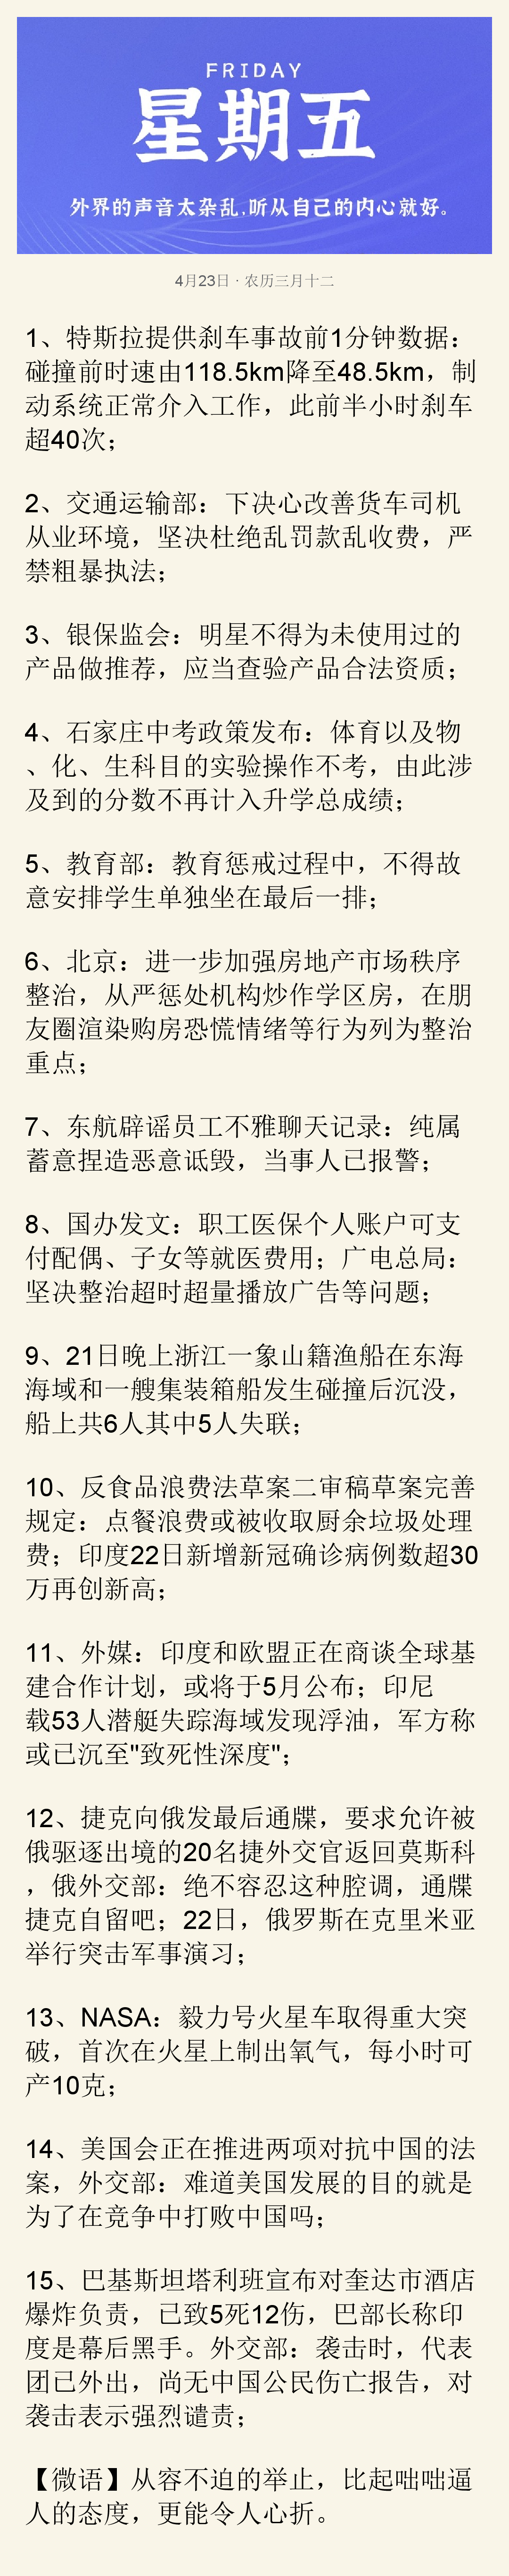 FRIDAY
星期五
外界的声音太杂乱,听从自己的内心就好。
4月23日 · 农历三月十二
1、特斯拉提供刹车事故前1分钟数据：
碰撞前时速由118.5km降至48.5km，制
动系统正常介入工作，此前半小时刹车
超40次；
2、交通运输部：下决心改善货车司机
从业环境，坚决杜绝乱罚款乱收费，严
禁粗暴执法；
3、银保监会：明星不得为未使用过的
产品做推荐，应当查验产品合法资质；
4、石家庄中考政策发布：体育以及物
、化、生科目的实验操作不考，由此涉
及到的分数不再计入升学总成绩；
5、教育部：教育惩戒过程中，不得故
意安排学生单独坐在最后一排；
6、北京：进一步加强房地产市场秩序
整治，从严惩处机构炒作学区房，在朋
友圈渲染购房恐慌情绪等行为列为整治
重点；
7、东航辟谣员工不雅聊天记录：纯属
蓄意捏造恶意诋毁，当事人已报警；
8、国办发文：职工医保个人账户可支
付配偶、子女等就医费用；广电总局：
坚决整治超时超量播放广告等问题；
9、21日晚上浙江一象山籍渔船在东海
海域和一艘集装箱船发生碰撞后沉没，
船上共6人其中5人失联；
10、反食品浪费法草案二审稿草案完善
规定：点餐浪费或被收取厨余垃圾处理
费；印度22日新增新冠确诊病例数超30
万再创新高；
11、外媒：印度和欧盟正在商谈全球基
建合作计划，或将于5月公布；印尼
载53人潜艇失踪海域发现浮油，军方称
或已沉至"致死性深度"；
12、捷克向俄发最后通牒，要求允许被
俄驱逐出境的20名捷外交官返回莫斯科
，俄外交部：绝不容忍这种腔调，通牒
捷克自留吧；22日，俄罗斯在克里米亚
举行突击军事演习；
13、NASA：毅力号火星车取得重大突
破，首次在火星上制出氧气，每小时可
产10克；
14、美国会正在推进两项对抗中国的法
案，外交部：难道美国发展的目的就是
为了在竞争中打败中国吗；
15、巴基斯坦塔利班宣布对奎达市酒店
爆炸负责，已致5死12伤，巴部长称印
度是幕后黑手。外交部：袭击时，代表
团已外出，尚无中国公民伤亡报告，对
袭击表示强烈谴责；
【微语】从容不迫的举止，比起咄咄逼
人的态度，更能令人心折。